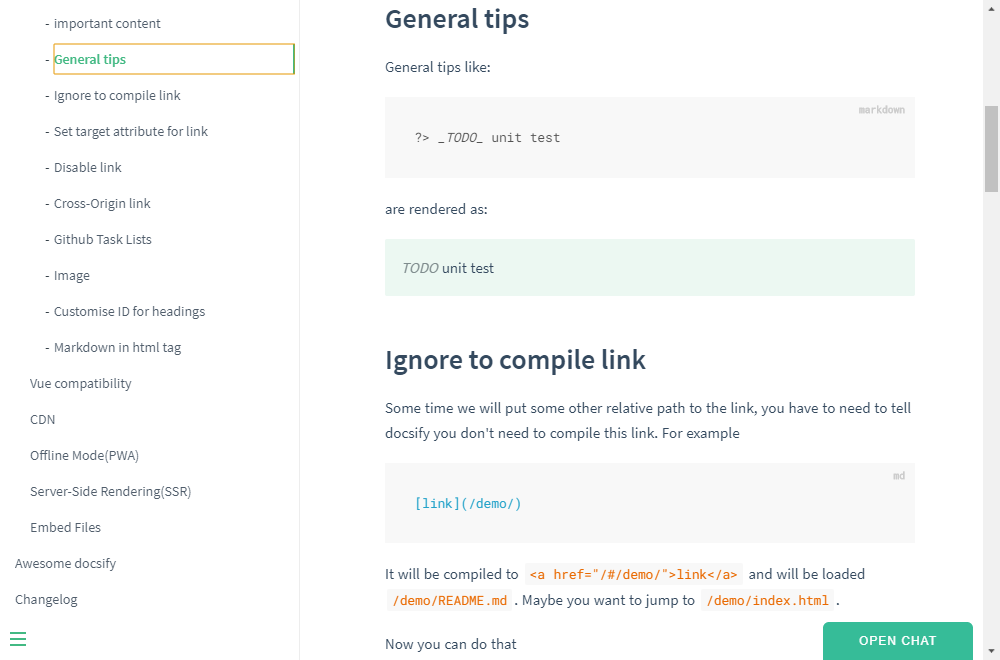 - important content
- General tips
- Ignore to compile link
- Set target attribute for link
- Disable link
- Cross-Origin link
- Github Task Lists
- Image
- Customise ID for headings
- Markdown in html tag
Vue compatibility
CDN
Offline Mode(PWA)
Server-Side Rendering(SSR)
Embed Files
Awesome docsify
Changelog
General tips
General tips like:
markdown
?> _TODO_ unit test
are rendered as:
TODO unit test
Ignore to compile link
Some time we will put some other relative path to the link, you have to need to tell
docsify you don't need to compile this link. For example
md
[link](/demo/)
It will be compiled to <a href="/#/demo/">link</a> and will be loaded
/demo/README.md . Maybe you want to jump to /demo/index.html .
Now you can do that
OPEN CHAT